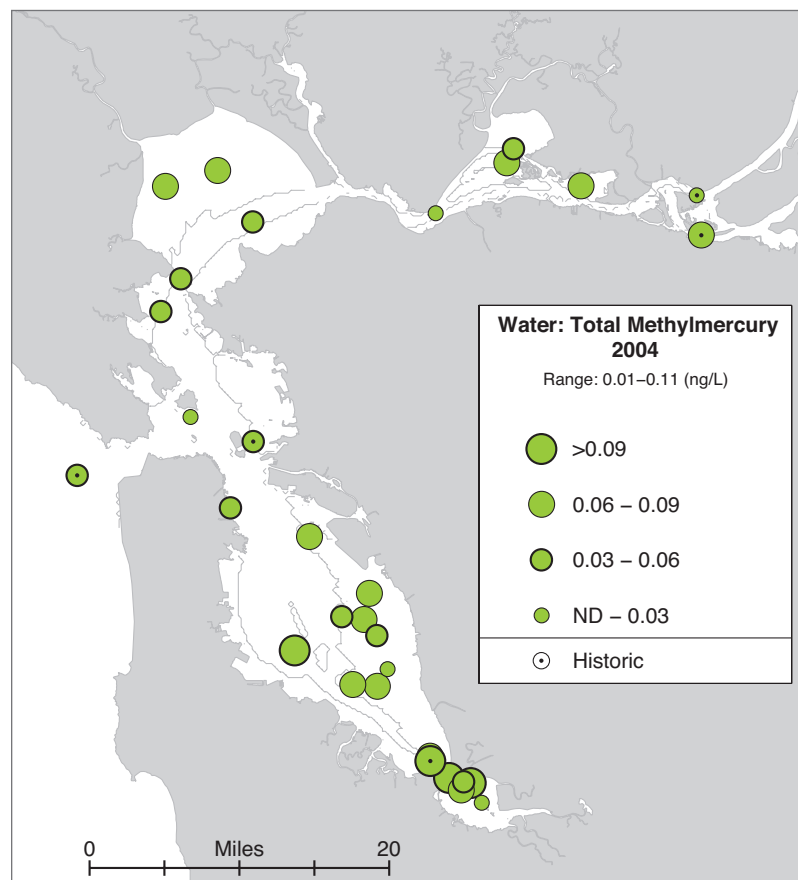 Water: Total Methylmercury
2004
Range: 0.01–0.11 (ng/L)
>0.09
0.06 – 0.09
0.03 – 0.06
ND – 0.03
Historic
0 Miles 20